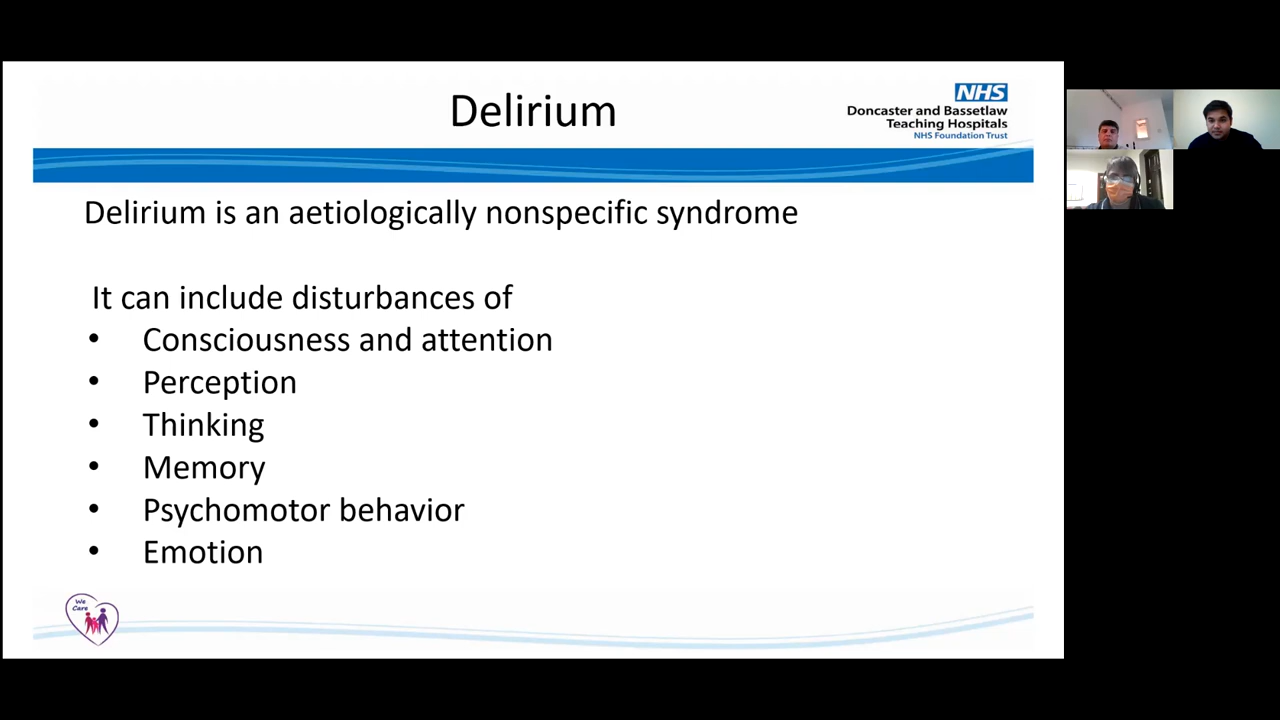 Delirium
NHS
Doncaster and Bassetlaw
Teaching Hospitals
NHS Foundation Trust
Delirium is an aetiologically nonspecific syndrome
It can include disturbances of
• Consciousness and attention
• Perception
• Thinking
• Memory
• Psychomotor behavior
• Emotion
We
Care